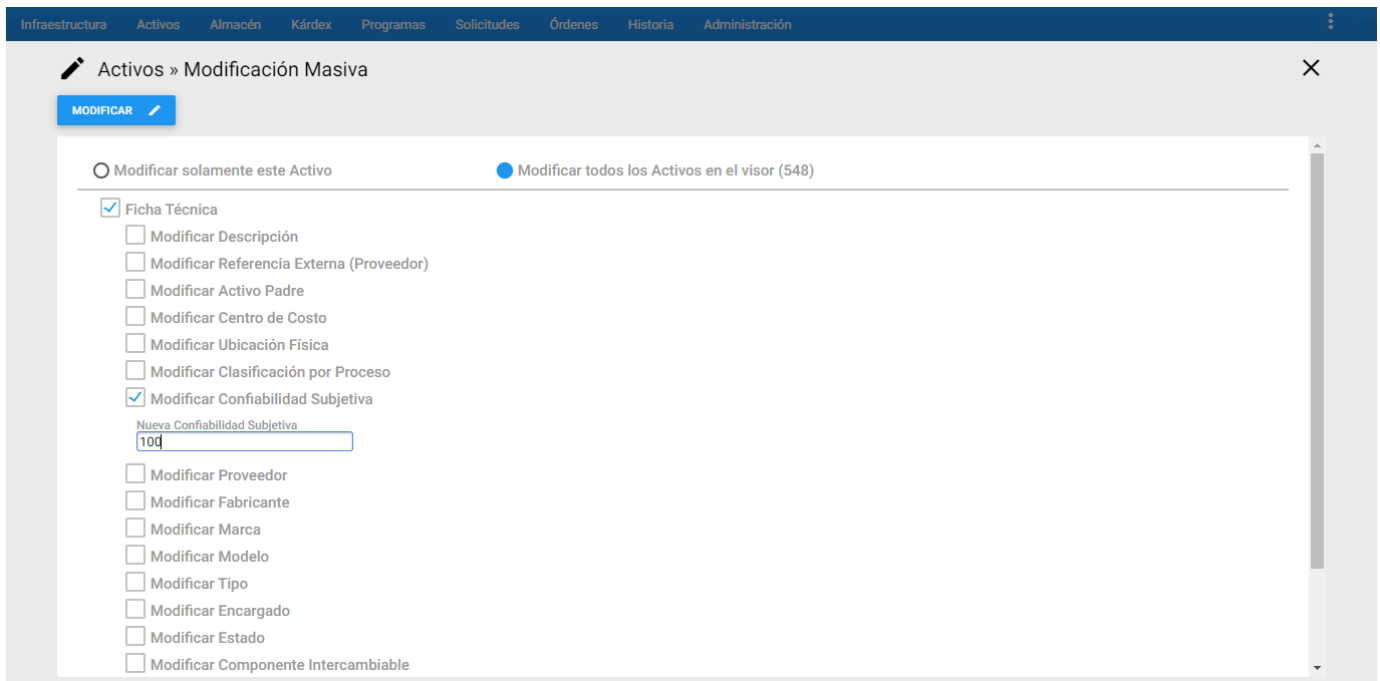 Infraestructura Activos Almacén Kárdex Programas Solicitudes Órdenes Historia Administración
Activos » Modificación Masiva
MODIFICAR
Modificar solamente este Activo Modificar todos los Activos en el visor (548)
Ficha Técnica
Modificar Descripción
Modificar Referencia Externa (Proveedor)
Modificar Activo Padre
Modificar Centro de Costo
Modificar Ubicación Física
Modificar Clasificación por Proceso
Modificar Confiabilidad Subjetiva
Nueva Confiabilidad Subjetiva
100
Modificar Proveedor
Modificar Fabricante
Modificar Marca
Modificar Modelo
Modificar Tipo
Modificar Encargado
Modificar Estado
Modificar Componente Intercambiable